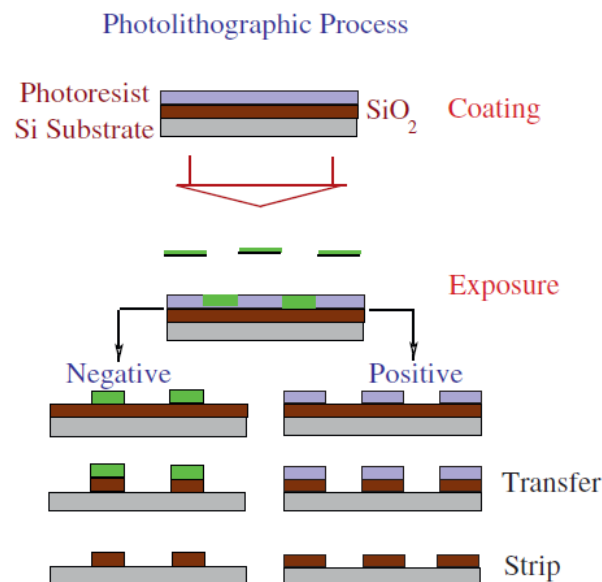 Photolithographic Process
Photoresist
SiO2
Coating
Si Substrate
Exposure
Negative
Positive
Transfer
Strip